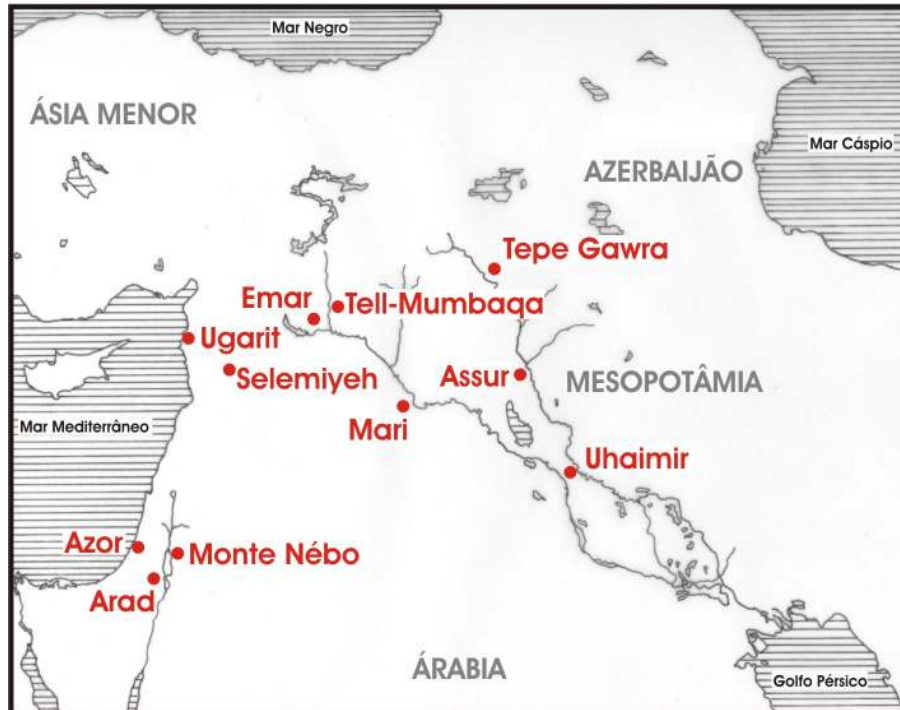 Mar Negro
ÁSIA MENOR
Mar Cáspio
AZERBAIJÃO
Tepe Gawra
Emar
Tell-Mumbaqa
Ugarit
Selemiyeh
Assur
MESOPOTÂMIA
Mari
Mar Mediterrâneo
Uhaimir
Azor
Monte Nébo
Arad
ÁRABIA
Golfo Pérsico